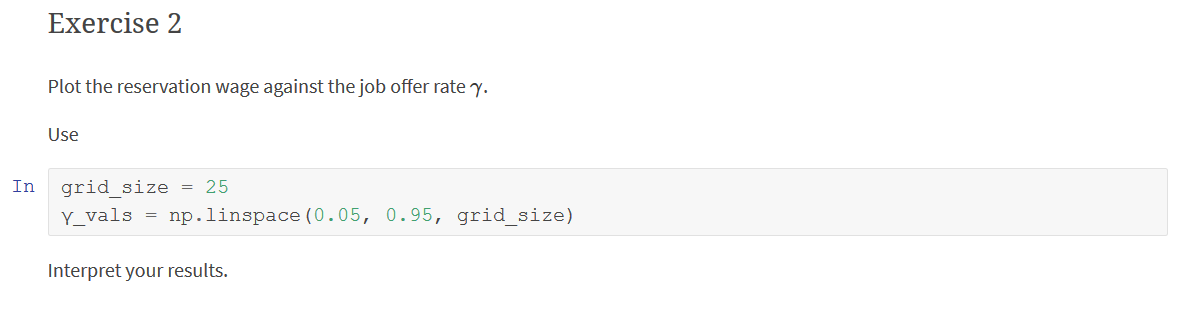 Exercise 2
Plot the reservation wage against the job offer rate γ.
Use
In grid_size = 25
γ_vals = np.linspace(0.05, 0.95, grid_size)
Interpret your results.